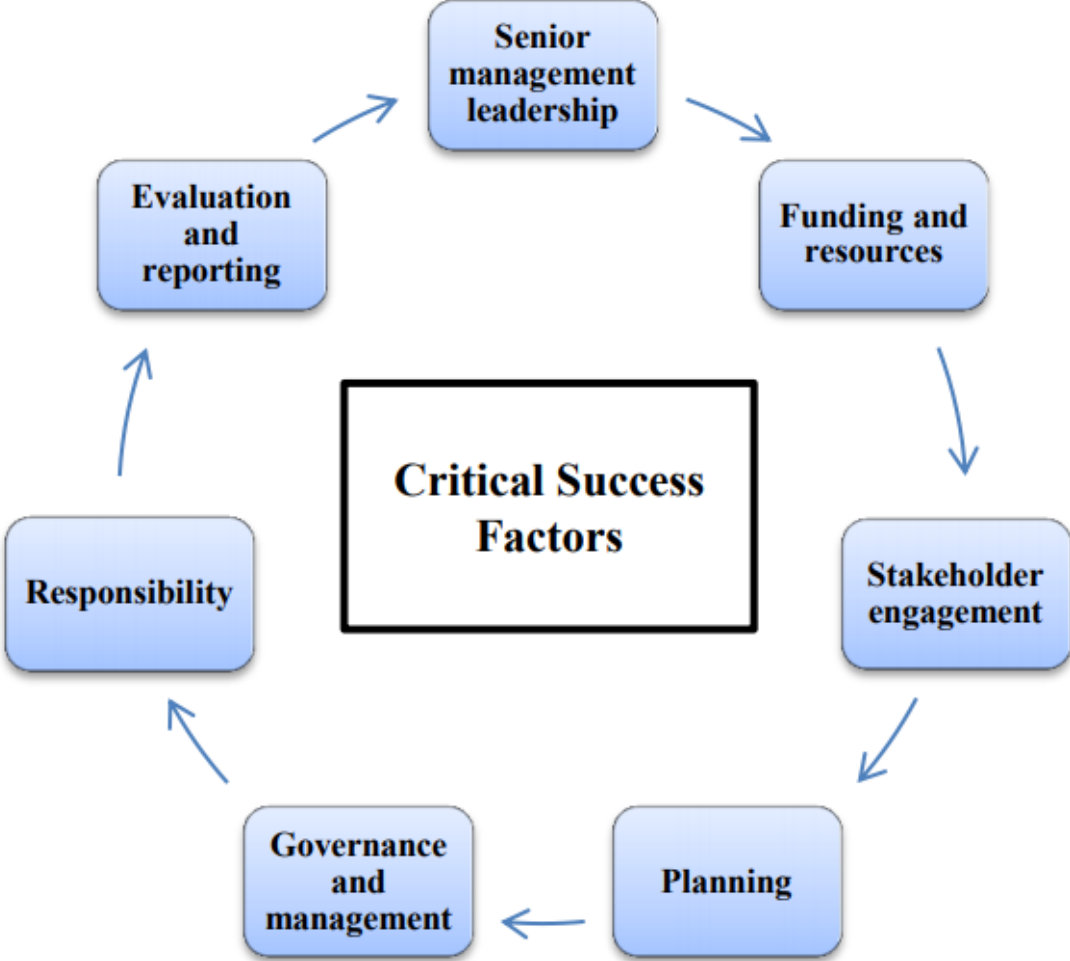 Senior
management
leadership
Funding and
resources
Stakeholder
engagement
Planning
Governance
and
management
Responsibility
Evaluation
and
reporting
Critical Success
Factors